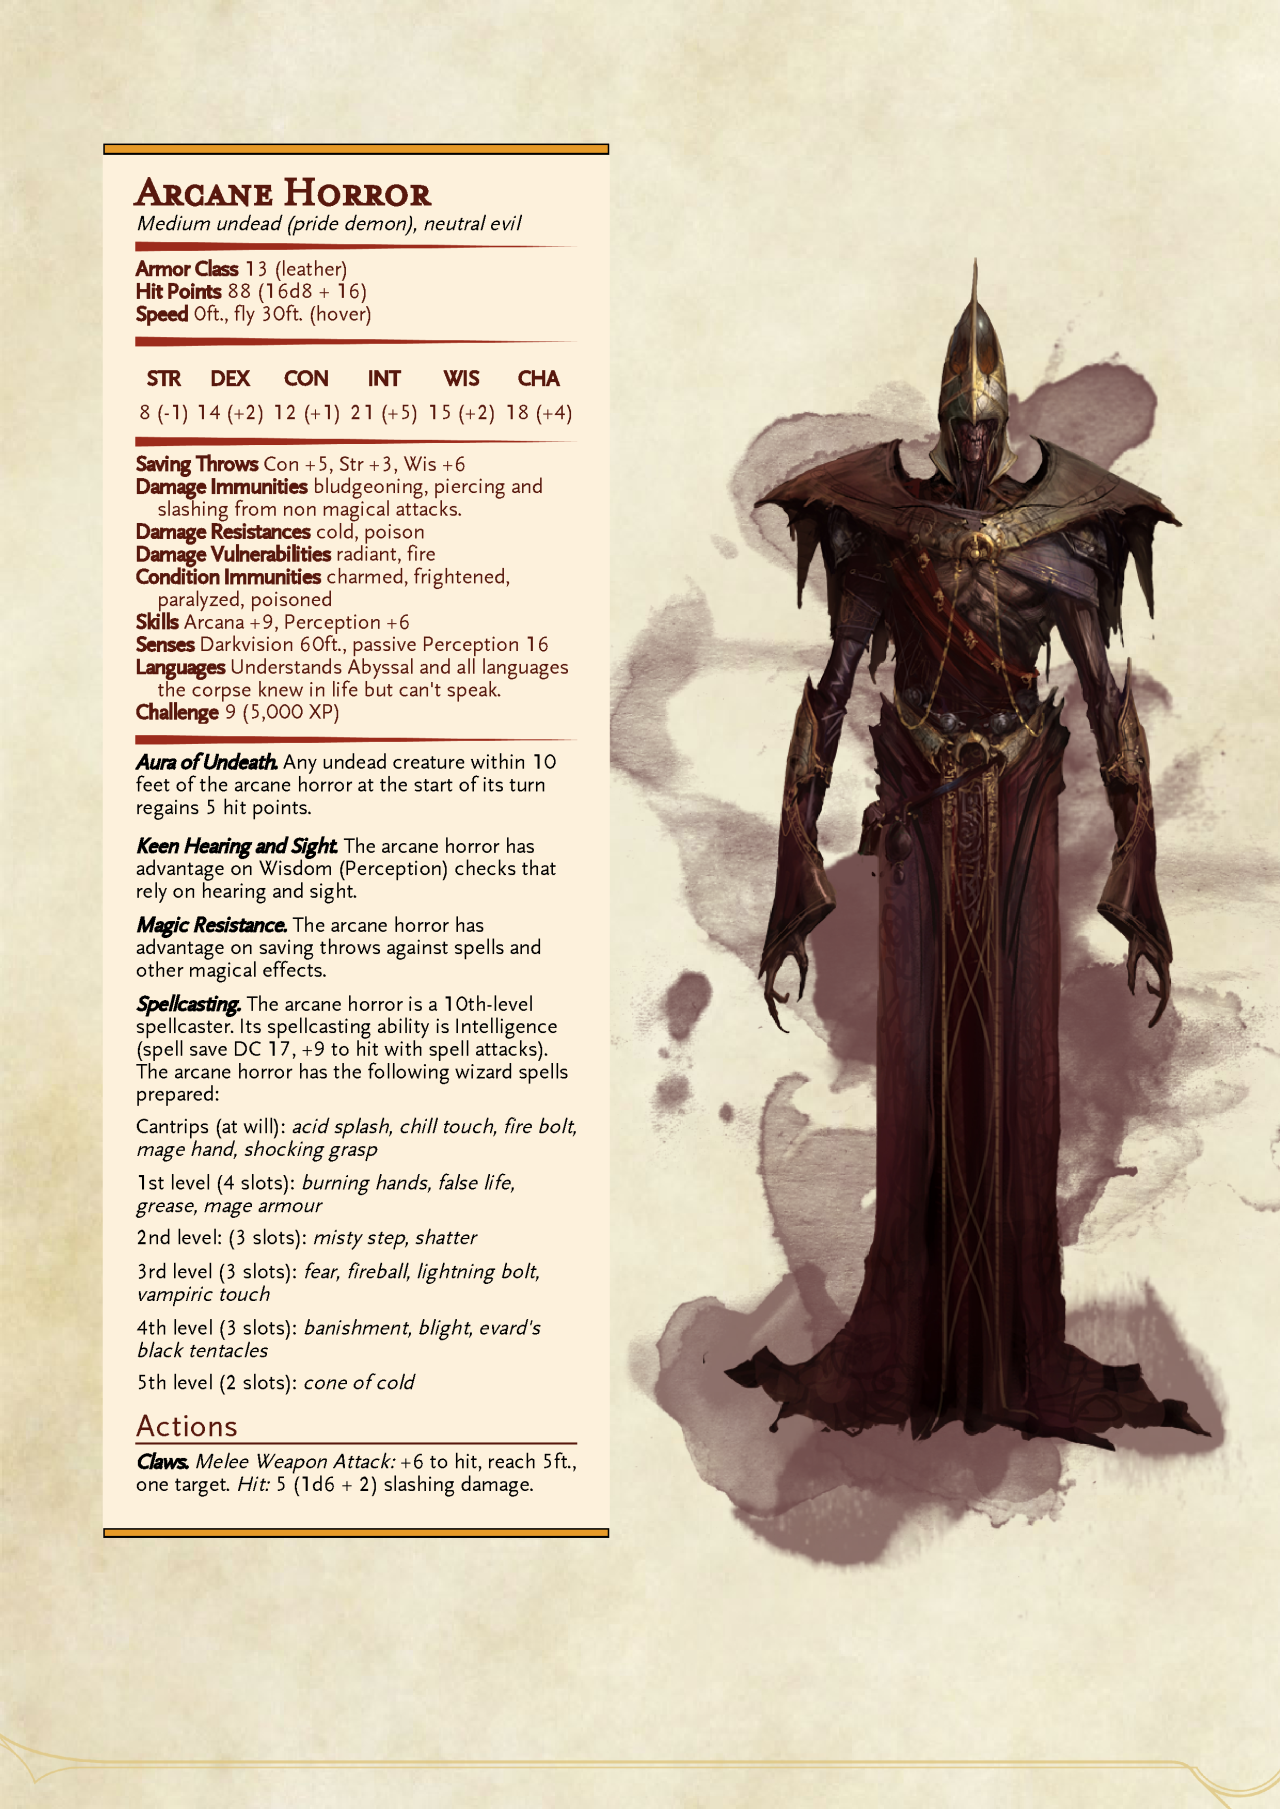 Arcane Horror
Medium undead (pride demon), neutral evil
Armor Class 13 (leather)
Hit Points 88 (16d8 + 16)
Speed 0ft., fly 30ft. (hover)
STR DEX CON INT WIS CHA
8 (-1) 14 (+2) 12 (+1) 21 (+5) 15 (+2) 18 (+4)
Saving Throws Con +5, Str +3, Wis +6
Damage Immunities bludgeoning, piercing and
slashing from non magical attacks.
Damage Resistances cold, poison
Damage Vulnerabilities radiant, fire
Condition Immunities charmed, frightened,
paralyzed, poisoned
Skills Arcana +9, Perception +6
Senses Darkvision 60ft., passive Perception 16
Languages Understands Abyssal and all languages
the corpse knew in life but can't speak.
Challenge 9 (5,000 XP)
Aura of Undeath. Any undead creature within 10
feet of the arcane horror at the start of its turn
regains 5 hit points.
Keen Hearing and Sight. The arcane horror has
advantage on Wisdom (Perception) checks that
rely on hearing and sight.
Magic Resistance. The arcane horror has
advantage on saving throws against spells and
other magical effects.
Spellcasting. The arcane horror is a 10th-level
spellcaster. Its spellcasting ability is Intelligence
(spell save DC 17, +9 to hit with spell attacks).
The arcane horror has the following wizard spells
prepared:
Cantrips (at will): acid splash, chill touch, fire bolt,
mage hand, shocking grasp
1st level (4 slots): burning hands, false life,
grease, mage armour
2nd level: (3 slots): misty step, shatter
3rd level (3 slots): fear, fireball, lightning bolt,
vampiric touch
4th level (3 slots): banishment, blight, evard's
black tentacles
5th level (2 slots): cone of cold
Actions
Claws. Melee Weapon Attack: +6 to hit, reach 5ft.,
one target. Hit: 5 (1d6 + 2) slashing damage.